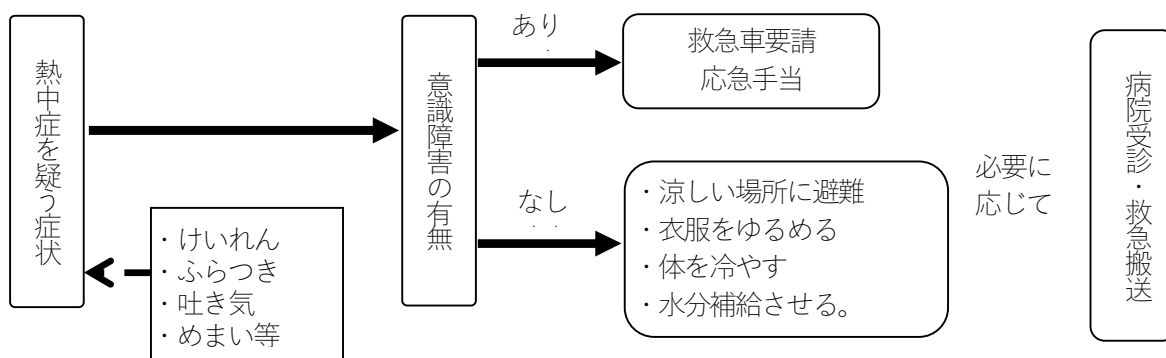 熱中症を疑う症状
・けいれん
・ふらつき
・吐き気
・めまい等
意識障害の有無
あり
救急車要請
応急手当
なし
・涼しい場所に避難
・衣服をゆるめる
・体を冷やす
・水分補給させる。
必要に
応じて
病院受診・救急搬送